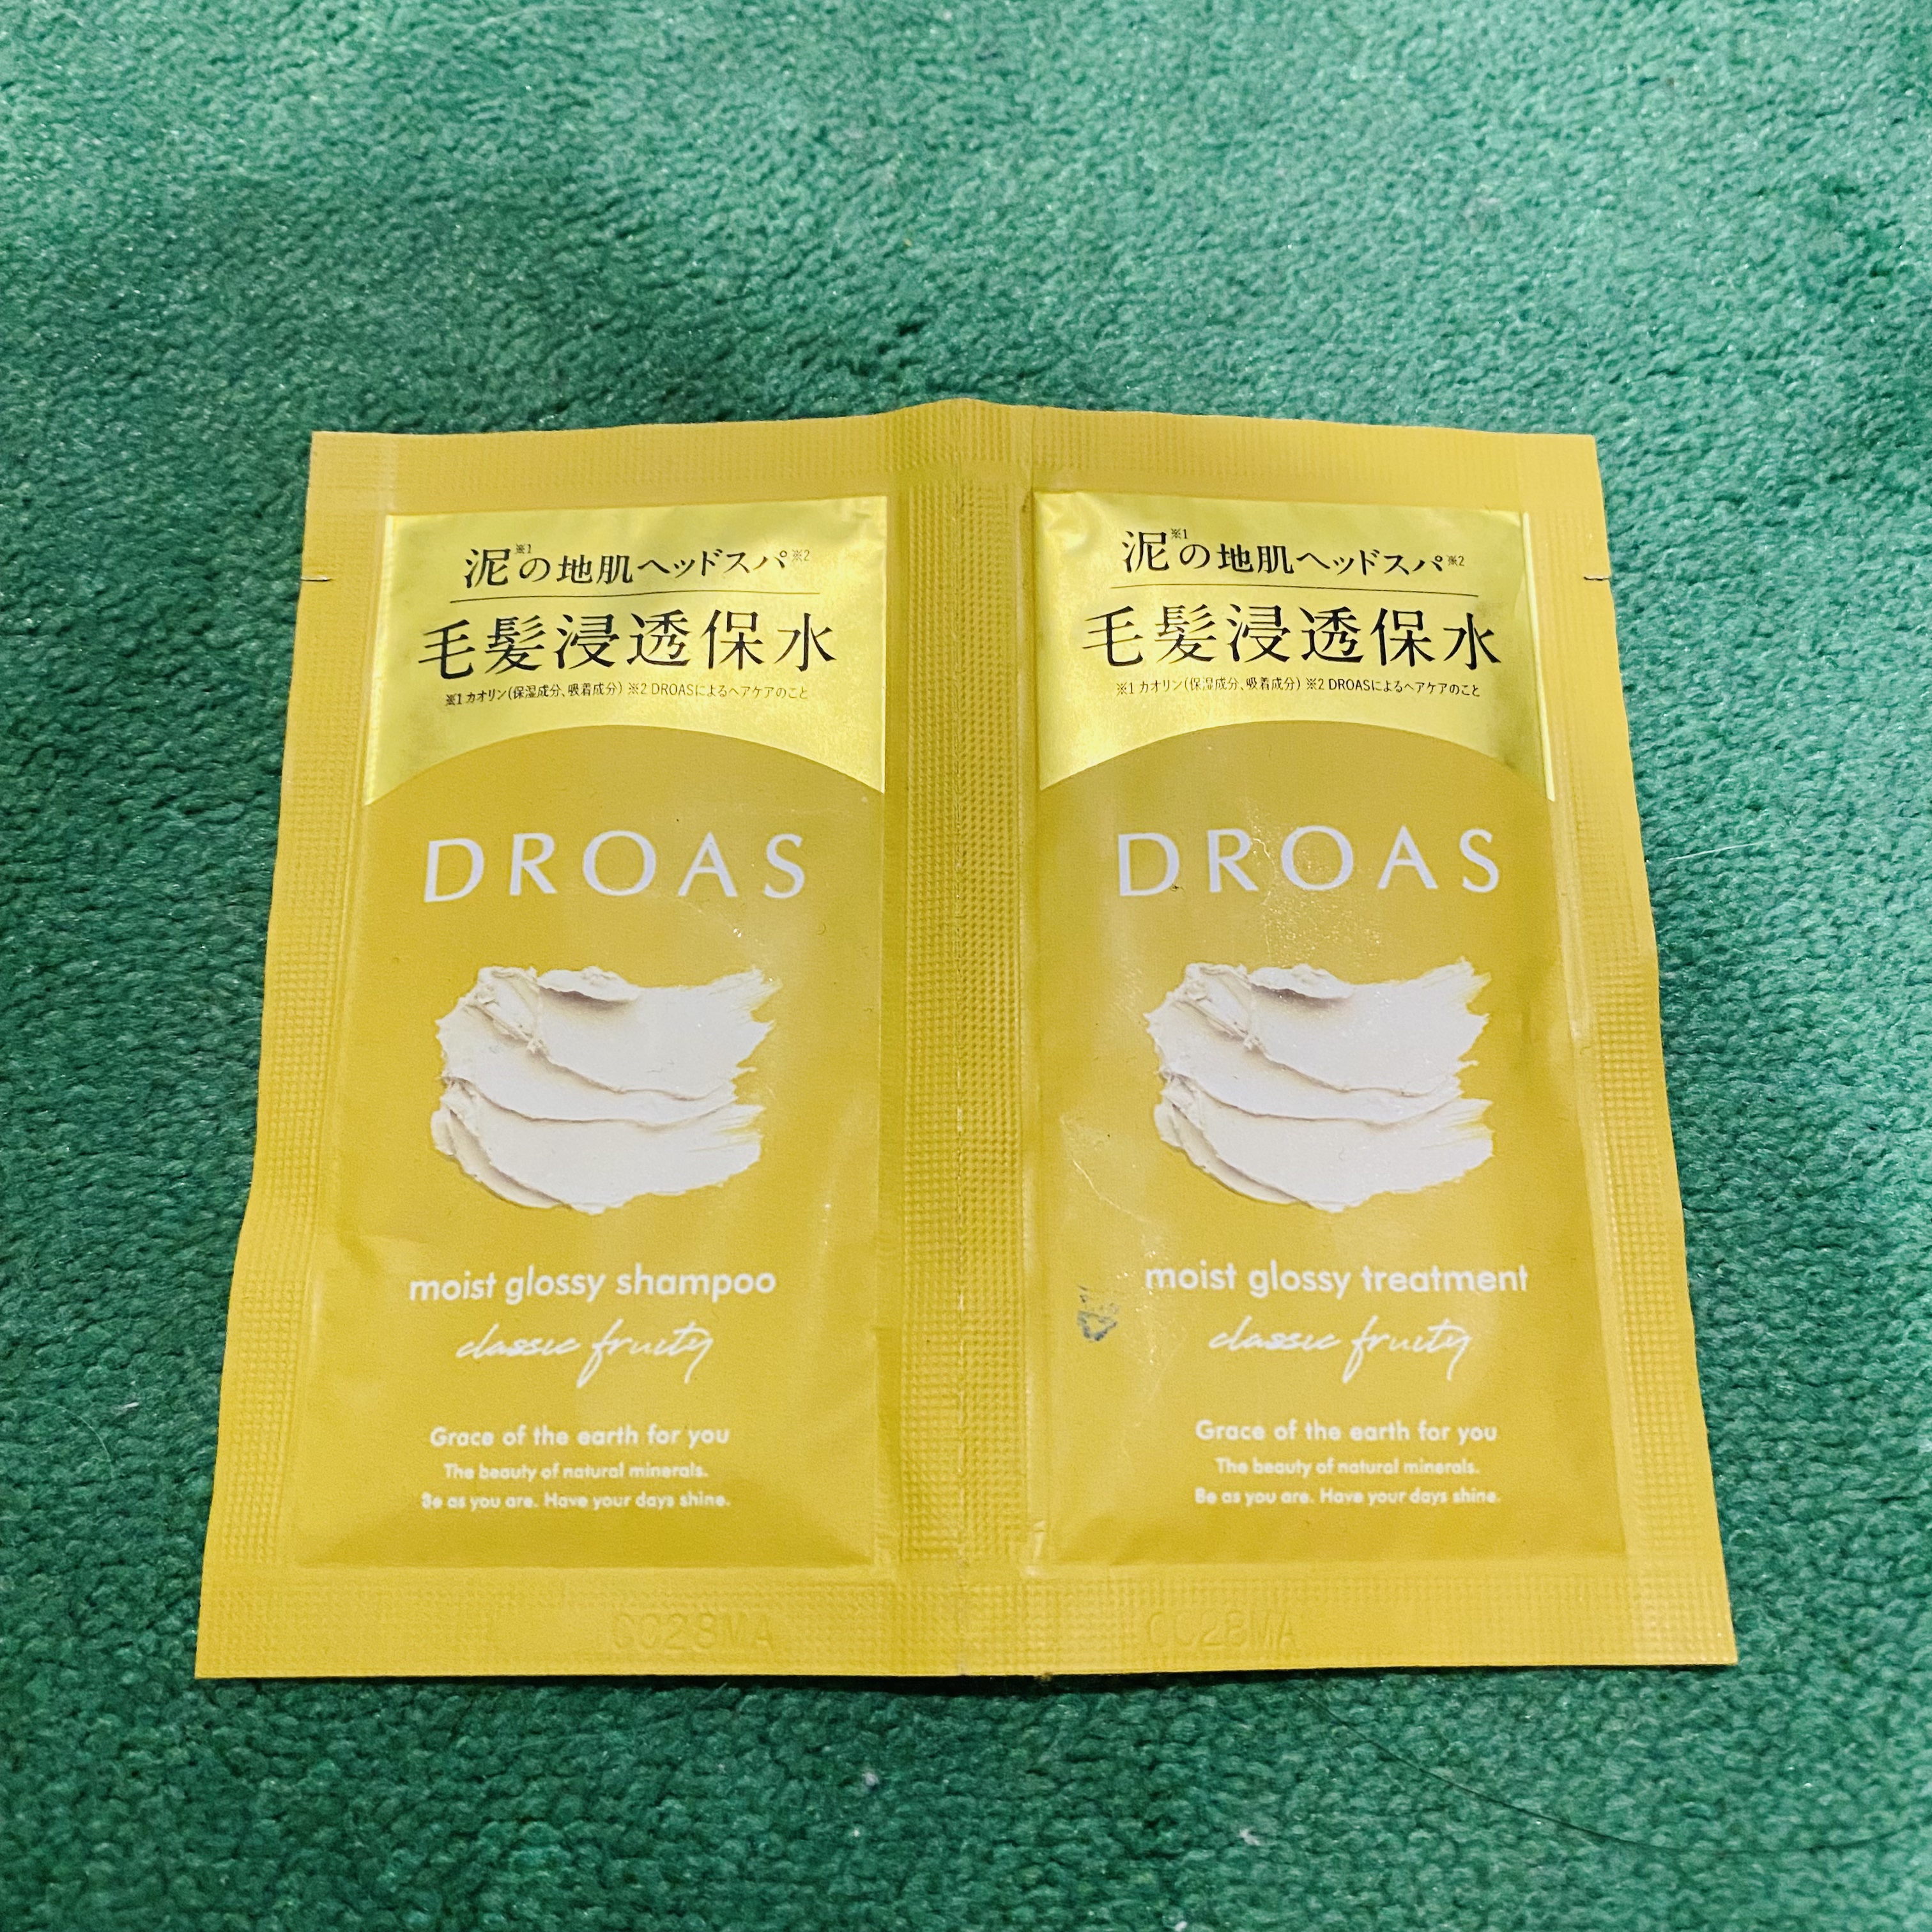 泥※1の地肌ヘッドスパ※2
毛髪浸透保水
※1 カオリン(保湿成分、吸着成分) ※2 DROASによるヘアケアのこと
DROAS
moist glossy shampoo
classic fruity
Grace of the earth for you
The beauty of natural minerals.
Be as you are. Have your days shine.
CC28MA
泥※1の地肌ヘッドスパ※2
毛髪浸透保水
※1 カオリン(保湿成分、吸着成分) ※2 DROASによるヘアケアのこと
DROAS
moist glossy treatment
classic fruity
Grace of the earth for you
The beauty of natural minerals.
Be as you are. Have your days shine.
CC28MA